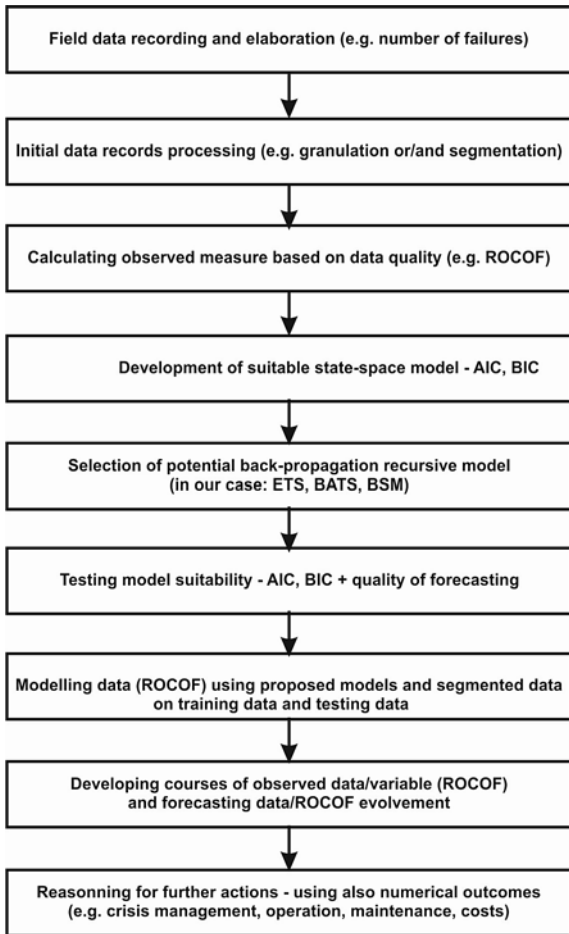 Field data recording and elaboration (e.g. number of failures)
Initial data records processing (e.g. granulation or/and segmentation)
Calculating observed measure based on data quality (e.g. ROCOF)
Development of suitable state-space model - AIC, BIC
Selection of potential back-propagation recursive model
(in our case: ETS, BATS, BSM)
Testing model suitability - AIC, BIC + quality of forecasting
Modelling data (ROCOF) using proposed models and segmented data
on training data and testing data
Developing courses of observed data/variable (ROCOF)
and forecasting data/ROCOF evolvement
Reasonning for further actions - using also numerical outcomes
(e.g. crisis management, operation, maintenance, costs)